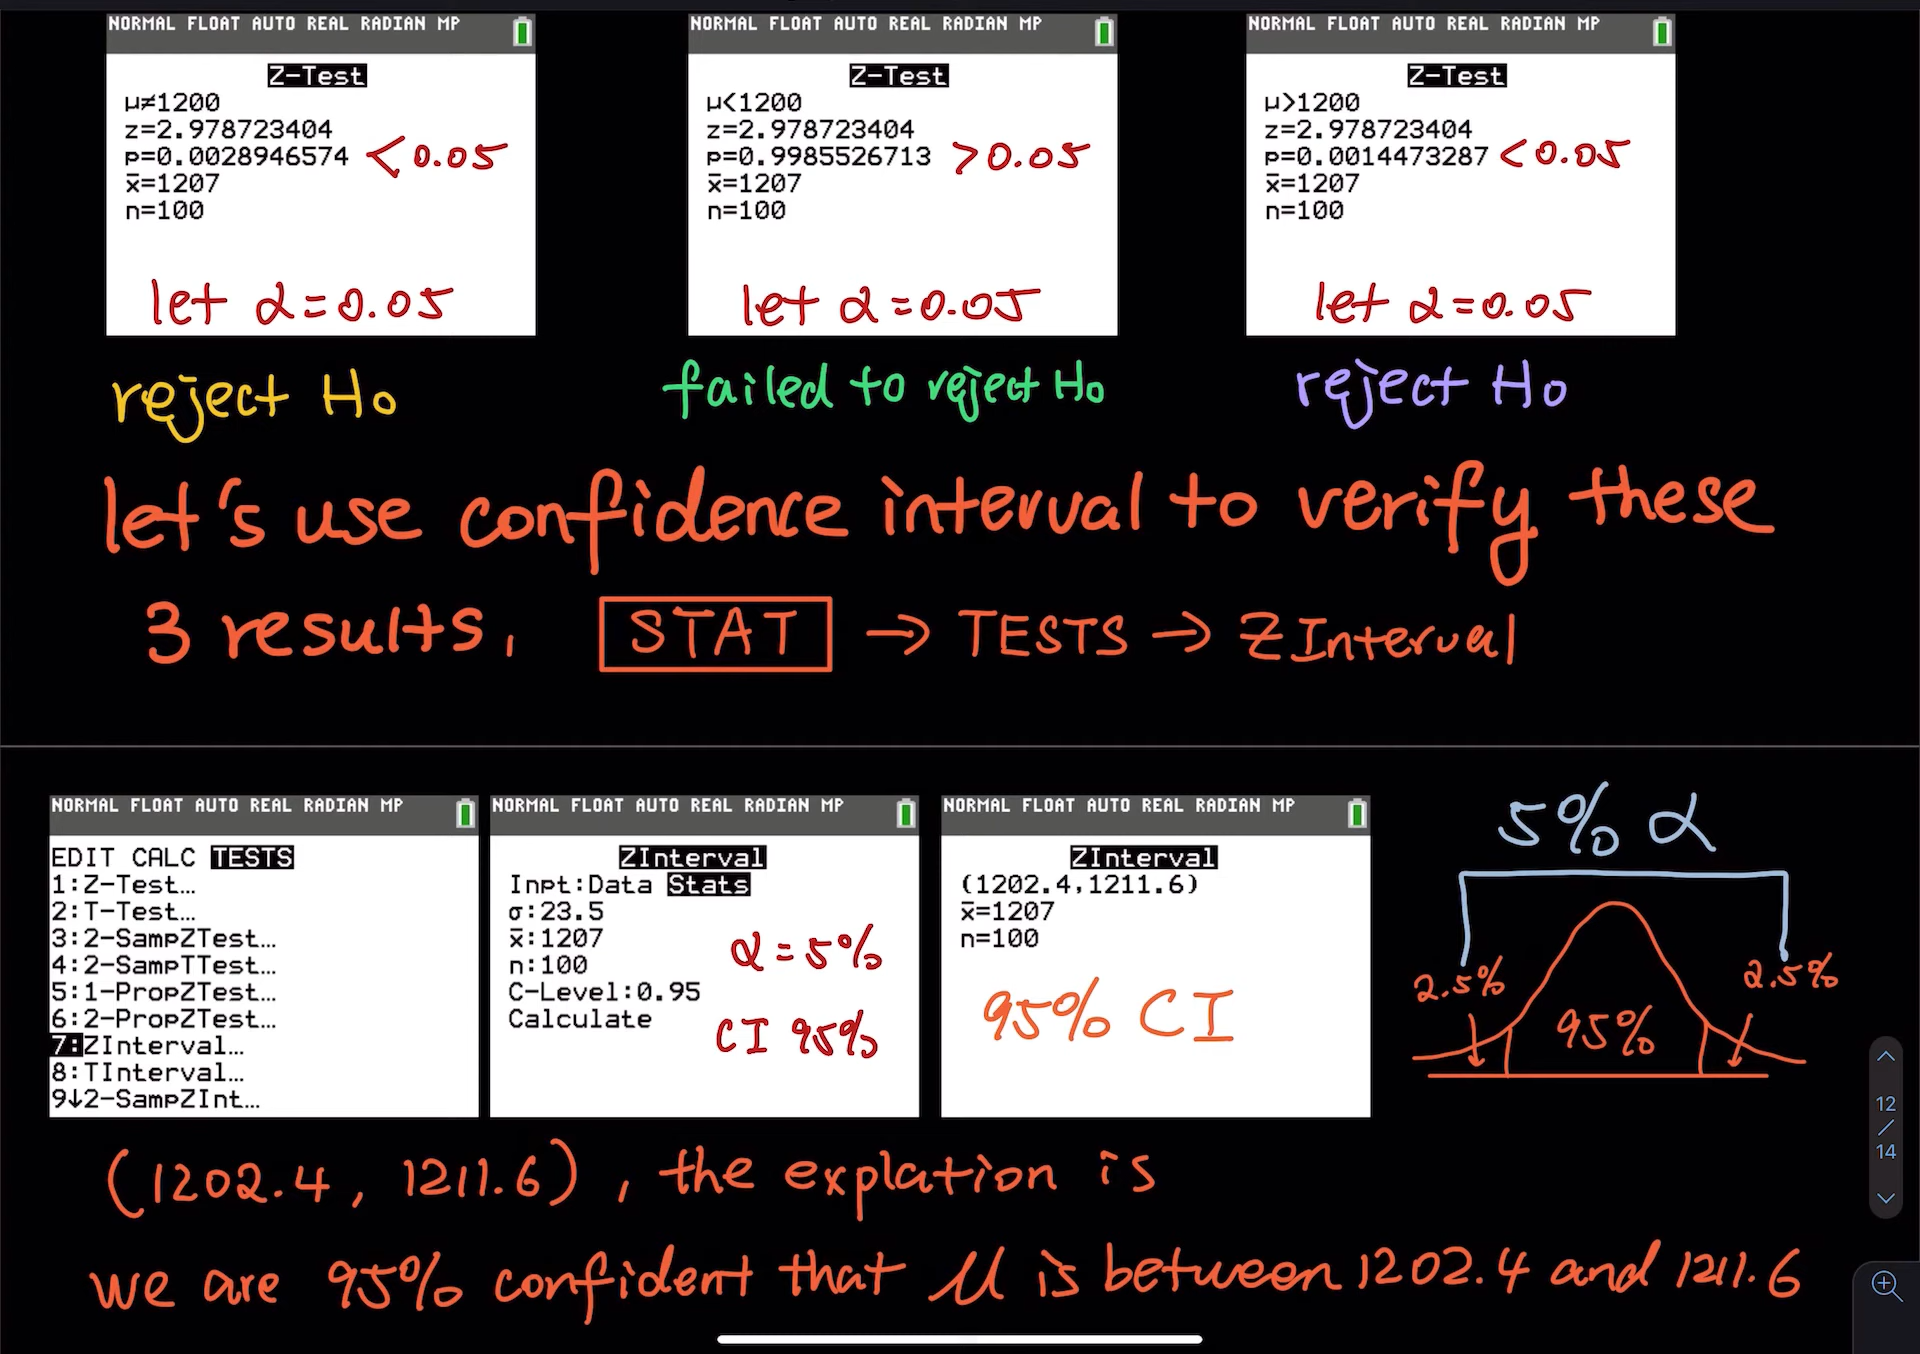 NORMAL FLOAT AUTO REAL RADIAN MP
Z-Test
μ≠1200
z=2.978723404
p=0.0028946574 < 0.05
x̄=1207
n=100
let α=0.05
reject Ho
NORMAL FLOAT AUTO REAL RADIAN MP
Z-Test
μ<1200
z=2.978723404
p=0.9985526713 > 0.05
x̄=1207
n=100
let α=0.05
failed to reject Ho
NORMAL FLOAT AUTO REAL RADIAN MP
Z-Test
μ>1200
z=2.978723404
p=0.0014473287 < 0.05
x̄=1207
n=100
let α=0.05
reject Ho
let's use confidence interval to verify these
3 results, STAT → TESTS → ZInterval
NORMAL FLOAT AUTO REAL RADIAN MP
EDIT CALC TESTS
1:Z-Test…
2:T-Test…
3:2-SampZTest…
4:2-SampTTest…
5:1-PropZTest…
6:2-PropZTest…
7:ZInterval…
8:TInterval…
9↓2-SampZInt…
NORMAL FLOAT AUTO REAL RADIAN MP
ZInterval
Inpt:Data Stats
σ:23.5
x̄:1207
n:100
C-Level:0.95
Calculate
α=5%
CI 95%
NORMAL FLOAT AUTO REAL RADIAN MP
ZInterval
(1202.4,1211.6)
x̄=1207
n=100
95% CI
5% α
2.5%
95%
2.5%
12
/
14
(1202.4, 1211.6), the explation is
we are 95% confident that μ is between 1202.4 and 1211.6